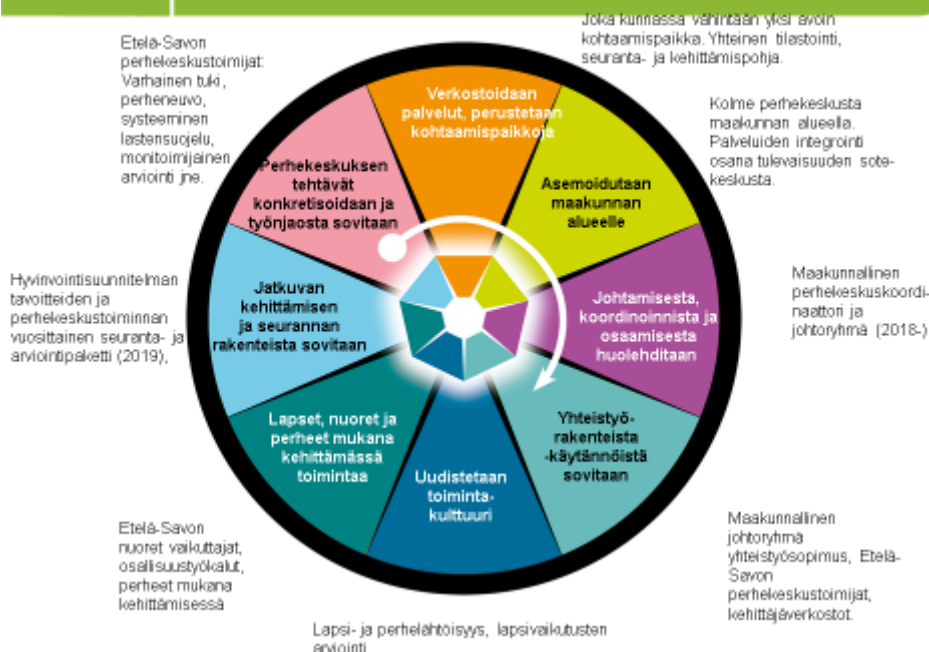 Joka kunnassa vähintään yksi avoin
kohtaamispaikka. Yhteinen tilastointi,
seuranta- ja kehittämispohja.
Etelä-Savon
perhekeskustoimijat:
Varhainen tuki,
perheneuvo,
systeeminen
lastensuojelu,
monitoimijainen
arviointi jne.
Verkostoidaan
palvelut, perustetaan
kohtaamispaikkoja
Kolme perhekeskusta
maakunnan alueella.
Palveluiden integrointi
osana tulevaisuuden sote-
keskusta.
Perhekeskuksen
tehtävät
konkretisoidaan ja
työnjaosta sovitaan
Asemoidutaan
maakunnan
alueelle
Hyvinvointisuunnitelman
tavoitteiden ja
perhekeskustoiminnan
vuosittainen seuranta- ja
arviointipaketti (2019),
Jatkuvan
kehittämisen
ja seurannan
rakenteista sovitaan
Johtamisesta,
koordinoinnista ja
osaamisesta
huolehditaan
Maakunnallinen
perhekeskuskoordi-
naattori ja
johtoryhmä (2018-)
Lapset, nuoret ja
perheet mukana
kehittämässä
toimintaa
Uudistetaan
toiminta-
kulttuuri
Yhteistyö-
rakenteista
-käytännöistä
sovitaan
Etelä-Savon
nuoret vaikuttajat,
osallisuustyökalut,
perheet mukana
kehittämisessä
Maakunnallinen
johtoryhmä
yhteistyösopimus, Etelä-
Savon
perhekeskustoimijat,
kehittäjäverkostot.
Lapsi- ja perhelähtöisyys, lapsivaikutusten
arviointi